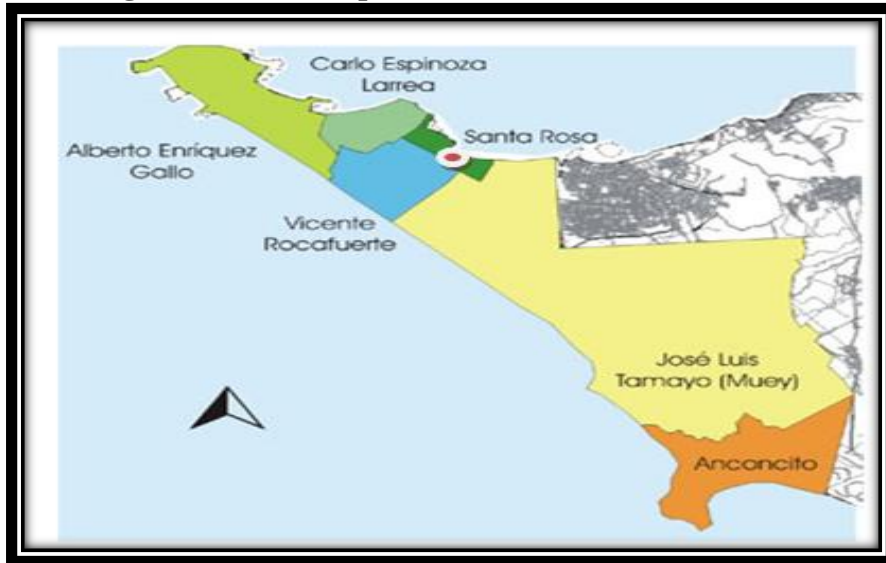 Carlo Espinoza
Larrea
Santa Rosa
Alberto Enríquez
Gallo
Vicente
Rocafuerte
José Luis
Tamayo (Muey)
Anconcito